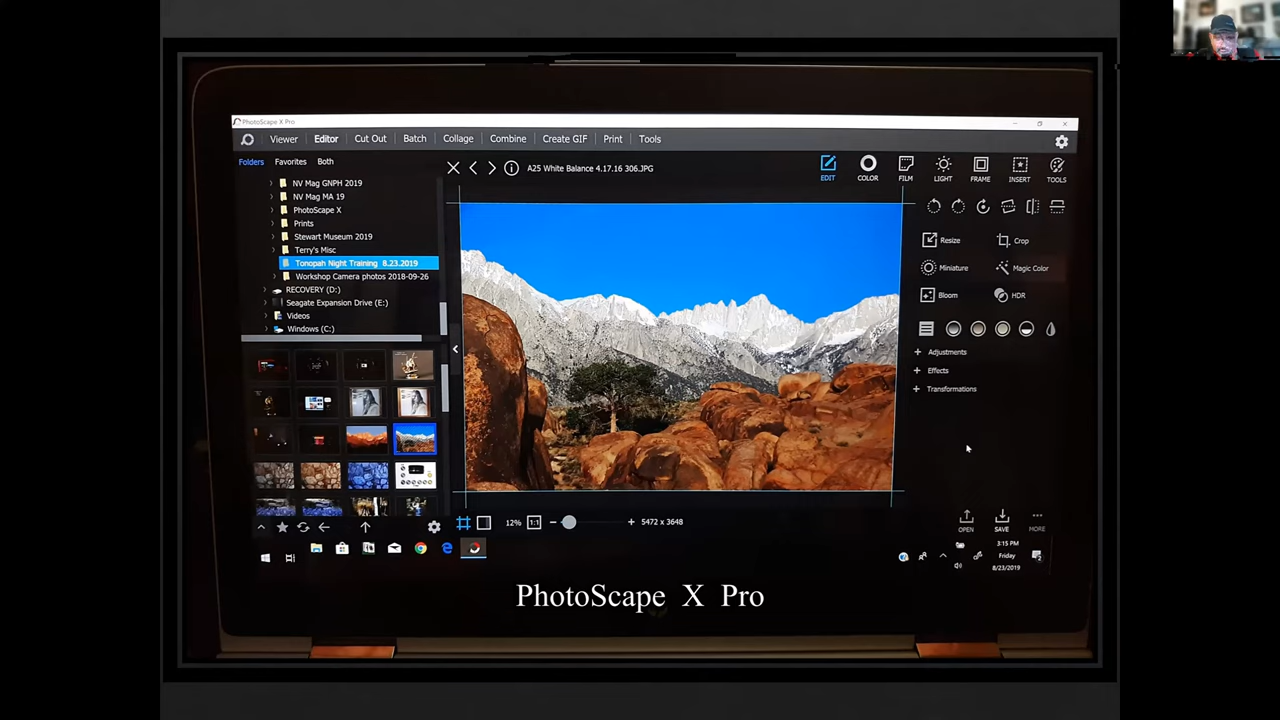 PhotoScape X Pro
Viewer Editor Cut Out Batch Collage Combine Create GIF Print Tools
Folders Favorites Both
A25 White Balance 4.17.16 306.JPG
EDIT COLOR FILM LIGHT FRAME INSERT TOOLS
NV Mag GNPH 2019
NV Mag MA 19
PhotoScape X
Prints
Stewart Museum 2019
Terry's Misc
Tonopah Night Training 8.23.2019
Workshop Camera photos 2018-09-26
RECOVERY (D:)
Seagate Expansion Drive (E:)
Videos
Windows (C:)
Resize Crop
Miniature Magic Color
Bloom HDR
+ Adjustments
+ Effects
+ Transformations
12% 1:1 − + 5472 x 3648
OPEN SAVE MORE
3:15 PM
Friday
8/23/2019
PhotoScape X Pro